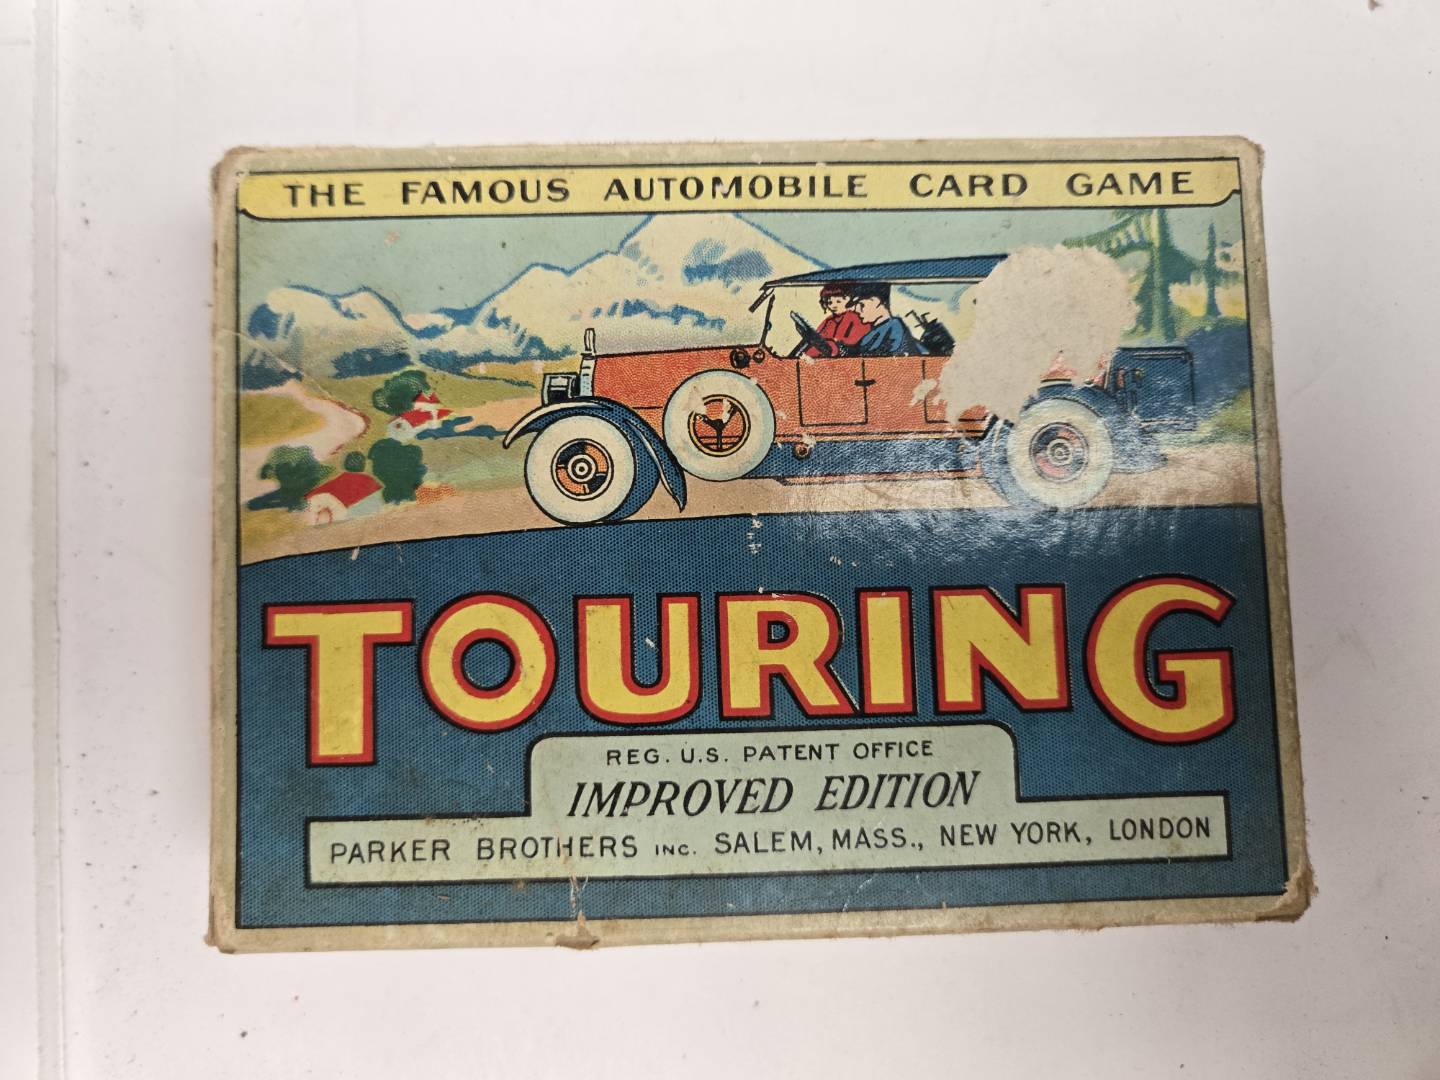 THE FAMOUS AUTOMOBILE CARD GAME
TOURING
REG. U.S. PATENT OFFICE
IMPROVED EDITION
PARKER BROTHERS INC. SALEM, MASS., NEW YORK, LONDON